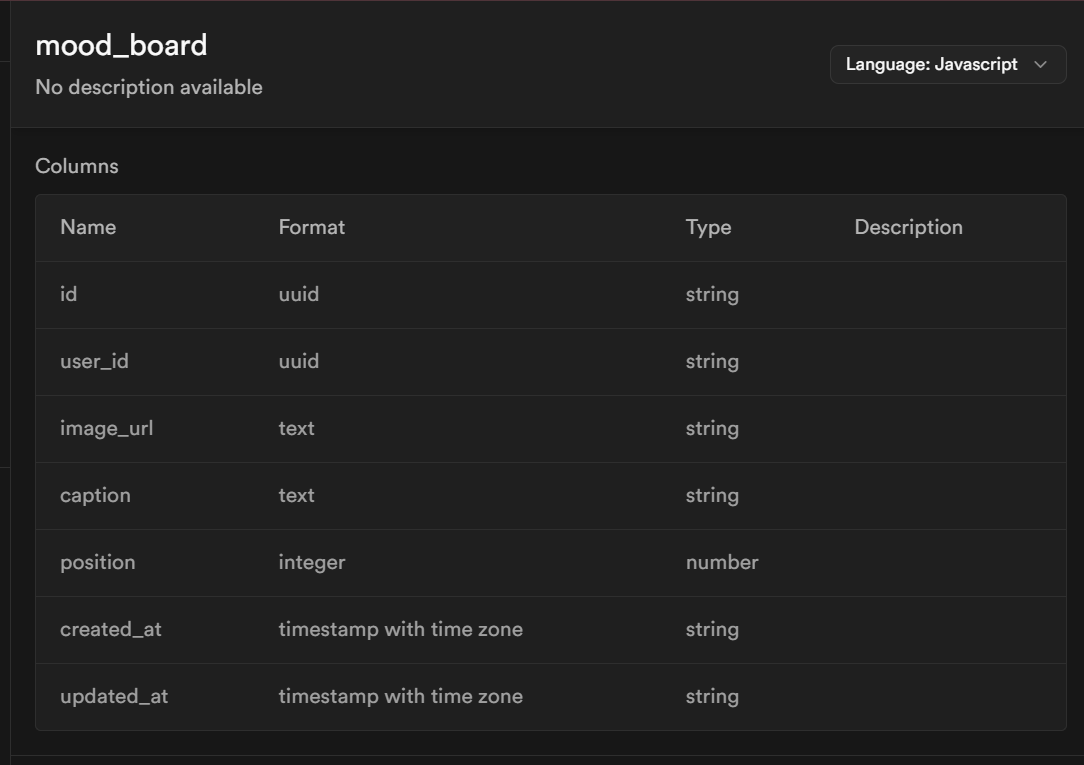 mood_board
No description available
Language: Javascript
Columns
Name Format Type Description
id uuid string
user_id uuid string
image_url text string
caption text string
position integer number
created_at timestamp with time zone string
updated_at timestamp with time zone string